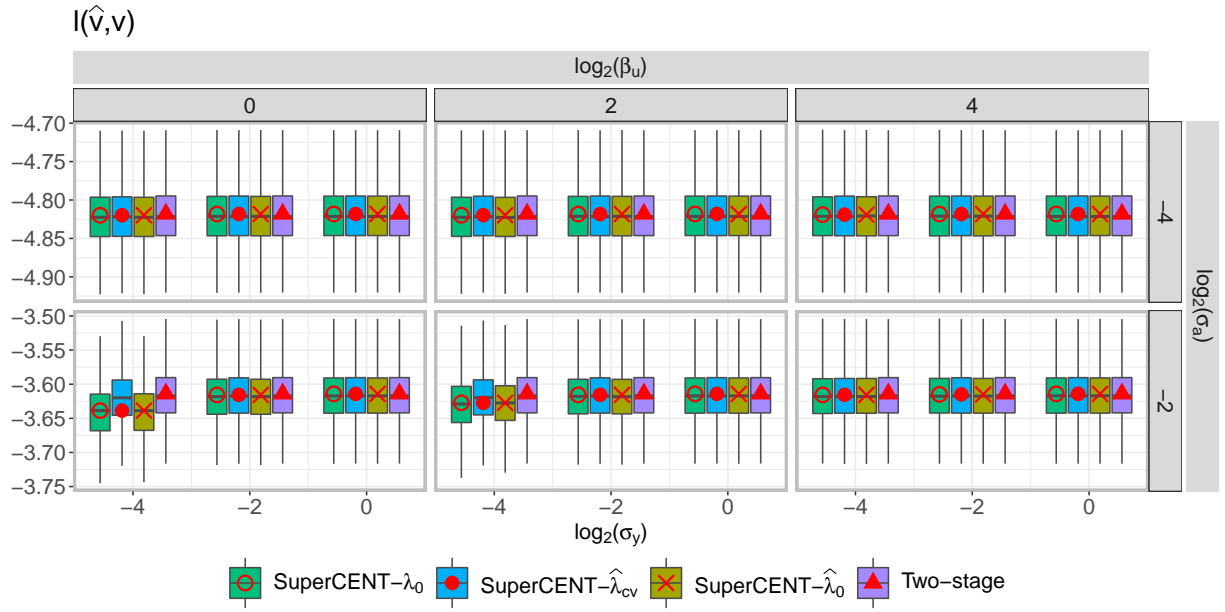 l(v̂,v)
log₂(βᵤ)
0 2 4
−4.70
−4.75
−4.80
−4.85
−4.90
−4
−3.50
−3.55
−3.60
−3.65
−3.70
−3.75
−2
log₂(σₐ)
−4 −2 0 −4 −2 0 −4 −2 0
log₂(σᵧ)
SuperCENT−λ₀ SuperCENT−λ̂cv SuperCENT−λ̂₀ Two−stage